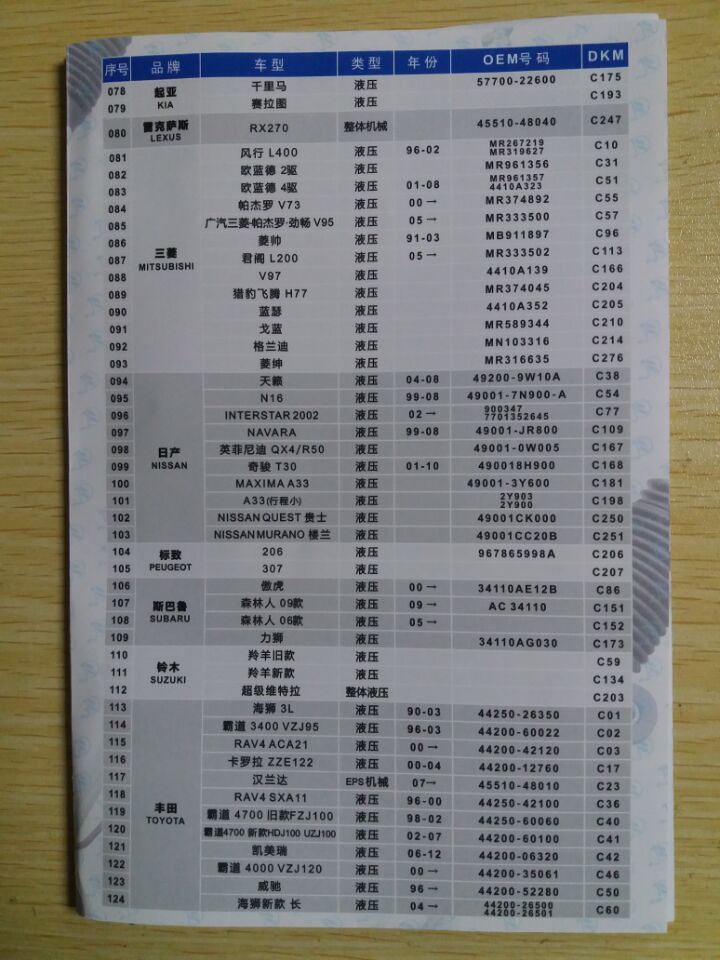 序号 品牌 车型 类型 年份 OEM号码 DKM
078 起亚 千里马 液压 57700-22600 C175
079 KIA 赛拉图 液压 C193
080 雷克萨斯 LEXUS RX270 整体机械 45510-48040 C247
081 风行 L400 液压 96-02 MR267219 MR319627 C10
082 欧蓝德 2驱 液压 MR961356 C31
083 欧蓝德 4驱 液压 01-08 MR961357 4410A323 C51
084 帕杰罗 V73 液压 00→ MR374892 C55
085 广汽三菱·帕杰罗·劲畅 V95 液压 05→ MR333500 C57
086 菱帅 液压 91-03 MB911897 C96
087 三菱 MITSUBISHI 君阁 L200 液压 05→ MR333502 C113
088 V97 液压 4410A139 C166
089 猎豹飞腾 H77 液压 MR374045 C204
090 蓝瑟 液压 4410A352 C205
091 戈蓝 液压 MR589344 C210
092 格兰迪 液压 MN103316 C214
093 菱绅 液压 MR316635 C276
094 天籁 液压 04-08 49200-9W10A C38
095 N16 液压 99-08 49001-7N900-A C54
096 INTERSTAR 2002 液压 02→ 900347 7701352645 C77
097 NAVARA 液压 99-08 49001-JR800 C109
098 日产 英菲尼迪 QX4/R50 液压 49001-0W005 C167
099 NISSAN 奇骏 T30 液压 01-10 490018H900 C168
100 MAXIMA A33 液压 49001-3Y600 C181
101 A33(行程小) 液压 2Y903 2Y900 C198
102 NISSAN QUEST 贵士 液压 49001CK000 C250
103 NISSAN MURANO 楼兰 液压 49001CC20B C251
104 标致 206 液压 967865998A C206
105 PEUGEOT 307 液压 C207
106 傲虎 液压 00→ 34110AE12B C86
107 斯巴鲁 森林人 09款 液压 09→ AC 34110 C151
108 SUBARU 森林人 06款 液压 05→ C152
109 力狮 液压 34110AG030 C173
110 羚羊旧款 液压 C59
111 铃木 SUZUKI 羚羊新款 液压 C134
112 超级维特拉 整体液压 C203
113 海狮 3L 液压 90-03 44250-26350 C01
114 霸道 3400 VZJ95 液压 96-03 44200-60022 C02
115 RAV4 ACA21 液压 00→ 44200-42120 C03
116 卡罗拉 ZZE122 液压 00-04 44200-12760 C17
117 汉兰达 EPS机械 07→ 45510-48010 C23
118 丰田 RAV4 SXA11 液压 96-00 44250-42100 C36
119 TOYOTA 霸道 4700 旧款FZJ100 液压 98-02 44250-60060 C40
120 霸道4700 新款HDJ100 UZJ100 液压 02-07 44200-60100 C41
121 凯美瑞 液压 06-12 44200-06320 C42
122 霸道 4000 VZJ120 液压 00→ 44200-35061 C46
123 威驰 液压 96→ 44200-52280 C50
124 海狮新款 长 液压 04→ 44200-26500 44200-26501 C60